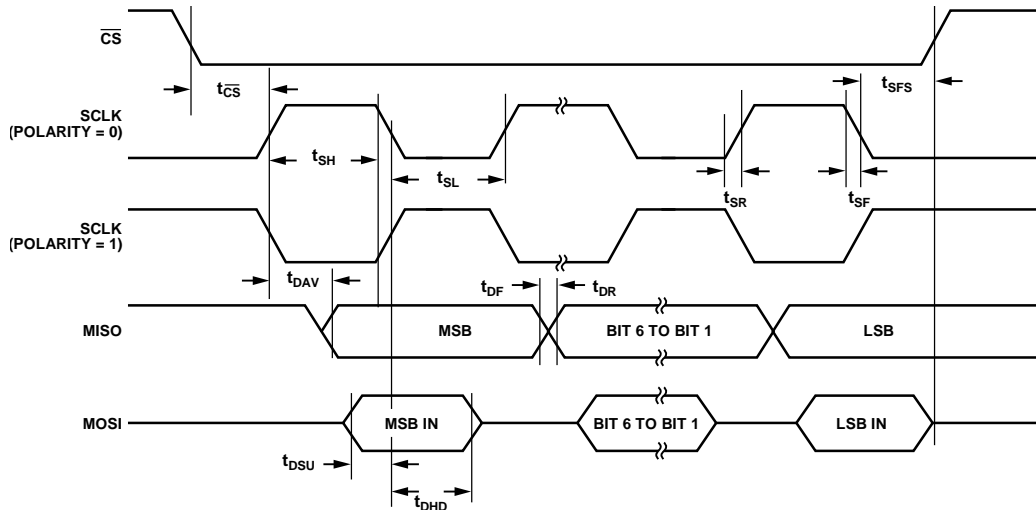 CS
tCS
tSFS
SCLK
(POLARITY = 0)
tSH
tSL
tSR
tSF
SCLK
(POLARITY = 1)
tDAV
tDF
tDR
MISO
MSB
BIT 6 TO BIT 1
LSB
MOSI
MSB IN
BIT 6 TO BIT 1
LSB IN
tDSU
tDHD